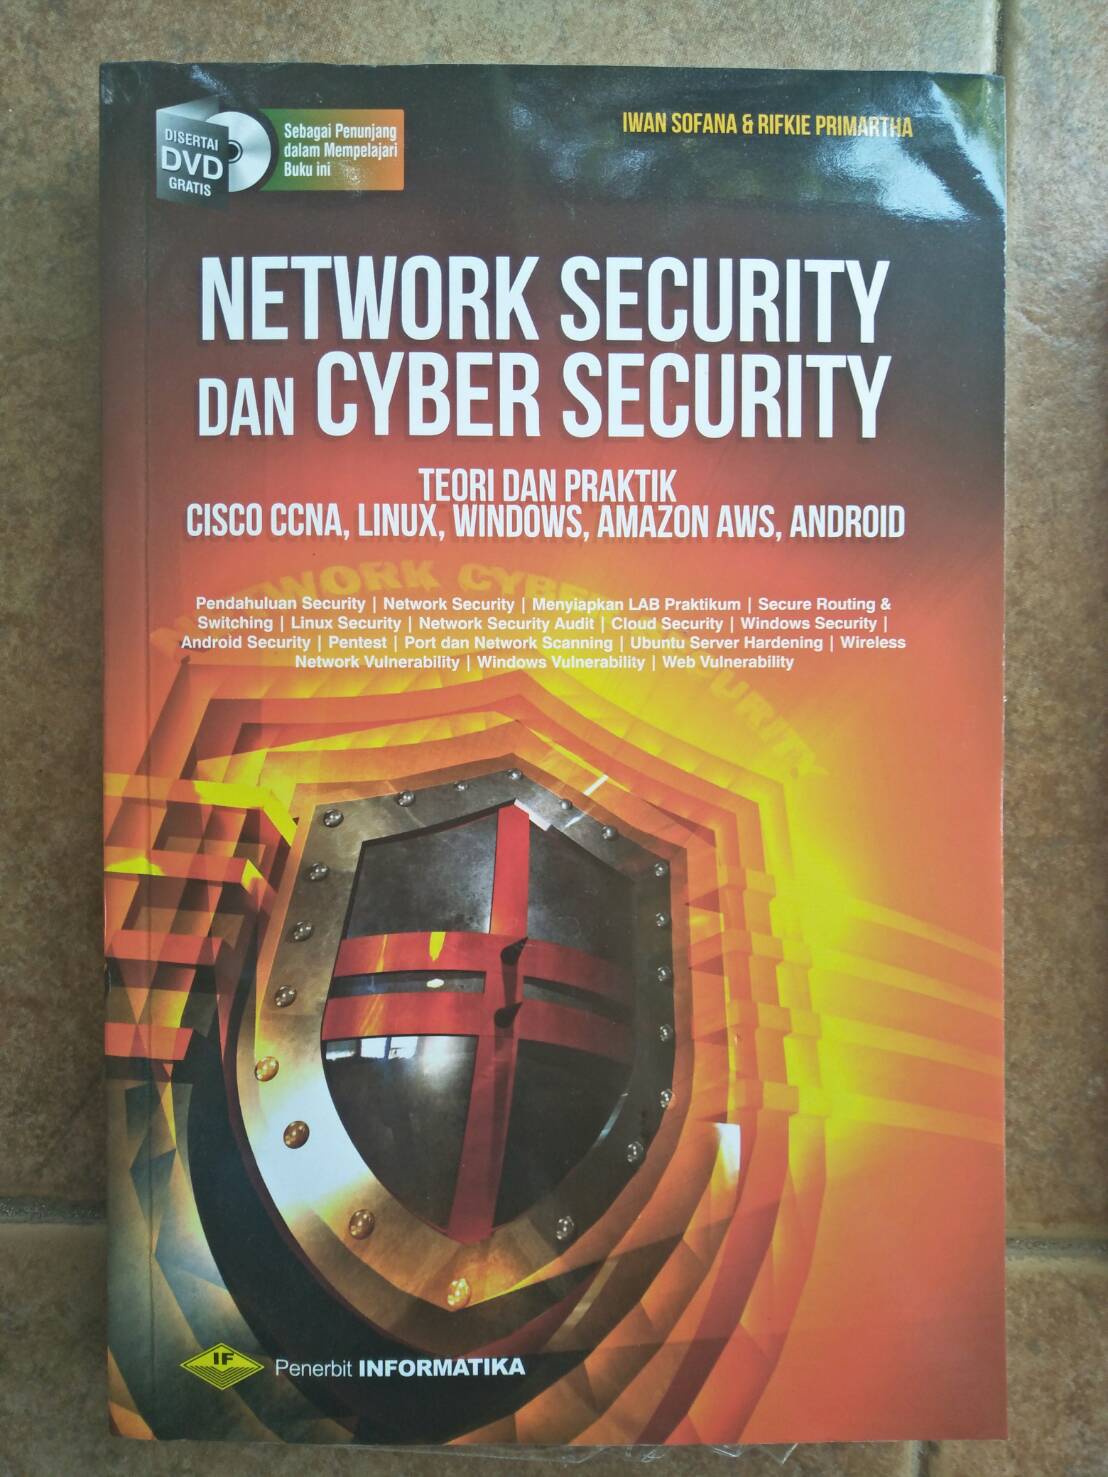 DISERTAI
DVD
GRATIS
Sebagai Penunjang
dalam Mempelajari
Buku ini
IWAN SOFANA & RIFKIE PRIMARTHA
NETWORK SECURITY
DAN CYBER SECURITY
TEORI DAN PRAKTIK
CISCO CCNA, LINUX, WINDOWS, AMAZON AWS, ANDROID
NETWORK CYBER SECURITY
Pendahuluan Security | Network Security | Menyiapkan LAB Praktikum | Secure Routing &
Switching | Linux Security | Network Security Audit | Cloud Security | Windows Security |
Android Security | Pentest | Port dan Network Scanning | Ubuntu Server Hardening | Wireless
Network Vulnerability | Windows Vulnerability | Web Vulnerability
IF
Penerbit INFORMATIKA